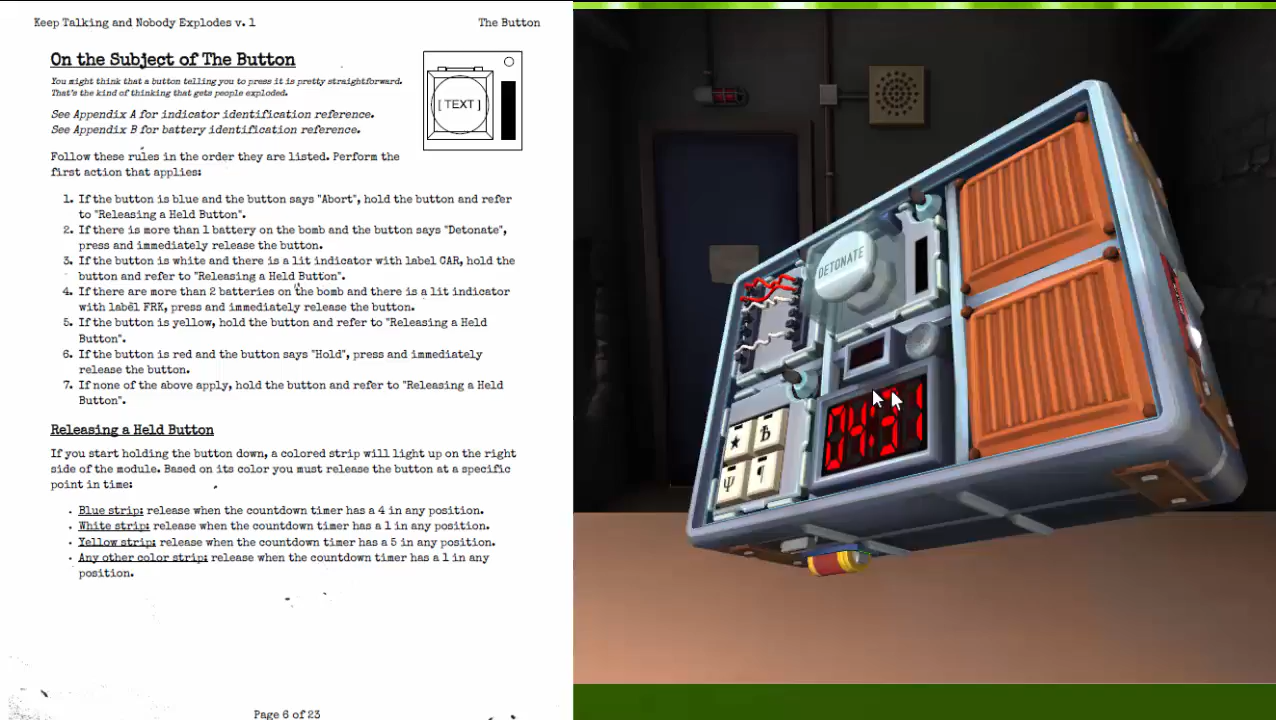 Keep Talking and Nobody Explodes v. 1
The Button
On the Subject of The Button
You might think that a button telling you to press it is pretty straightforward.
That's the kind of thinking that gets people exploded.
See Appendix A for indicator identification reference.
See Appendix B for battery identification reference.
[ TEXT ]
Follow these rules in the order they are listed. Perform the
first action that applies:
1. If the button is blue and the button says "Abort", hold the button and refer
to "Releasing a Held Button".
2. If there is more than 1 battery on the bomb and the button says "Detonate",
press and immediately release the button.
3. If the button is white and there is a lit indicator with label CAR, hold the
button and refer to "Releasing a Held Button".
4. If there are more than 2 batteries on the bomb and there is a lit indicator
with label FRK, press and immediately release the button.
5. If the button is yellow, hold the button and refer to "Releasing a Held
Button".
6. If the button is red and the button says "Hold", press and immediately
release the button.
7. If none of the above apply, hold the button and refer to "Releasing a Held
Button".
Releasing a Held Button
If you start holding the button down, a colored strip will light up on the right
side of the module. Based on its color you must release the button at a specific
point in time:
· Blue strip: release when the countdown timer has a 4 in any position.
· White strip: release when the countdown timer has a 1 in any position.
· Yellow strip: release when the countdown timer has a 5 in any position.
· Any other color strip: release when the countdown timer has a 1 in any
position.
Page 6 of 23
DETONATE
★ Ѣ
Ψ ¶